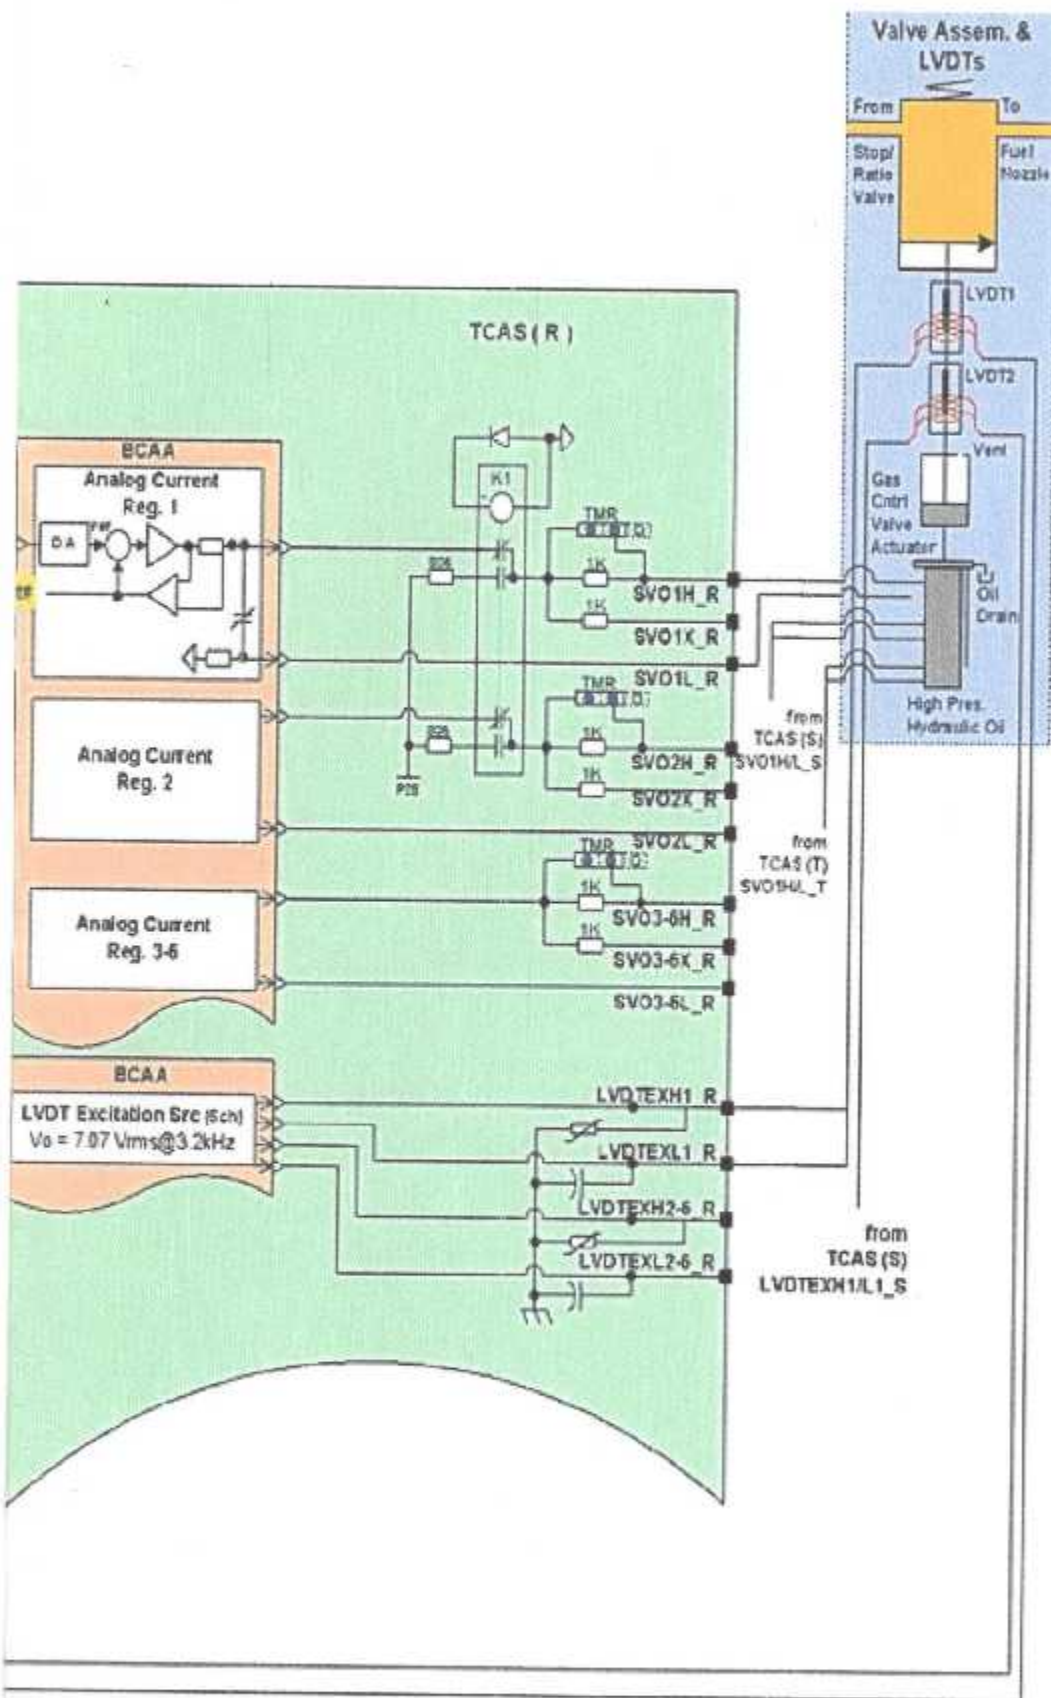 Valve Assem. &
LVDTs
From
To
Stop/
Ratio
Valve
Fuel
Nozzle
LVDT1
LVDT2
Vent
Gas
Cntrl
Valve
Actuator
Oil
Drain
High Pres.
Hydraulic Oil
TCAS ( R )
BCAA
Analog Current
Reg. 1
D A
K1
TMR
1K
SVO1H_R
1K
SVO1X_R
SVO1L_R
TMR
1K
SVO2H_R
1K
SVO2X_R
SVO2L_R
P28
Analog Current
Reg. 2
TMR
1K
SVO3-6H_R
1K
SVO3-6X_R
SVO3-6L_R
Analog Current
Reg. 3-6
from
TCAS (S)
SVO1H/L_S
from
TCAS (T)
SVO1H/L_T
BCAA
LVDT Excitation Src (6ch)
Vo = 7.07 Vrms@3.2kHz
LVDTEXH1_R
LVDTEXL1_R
LVDTEXH2-6_R
LVDTEXL2-6_R
from
TCAS (S)
LVDTEXH1/L1_S